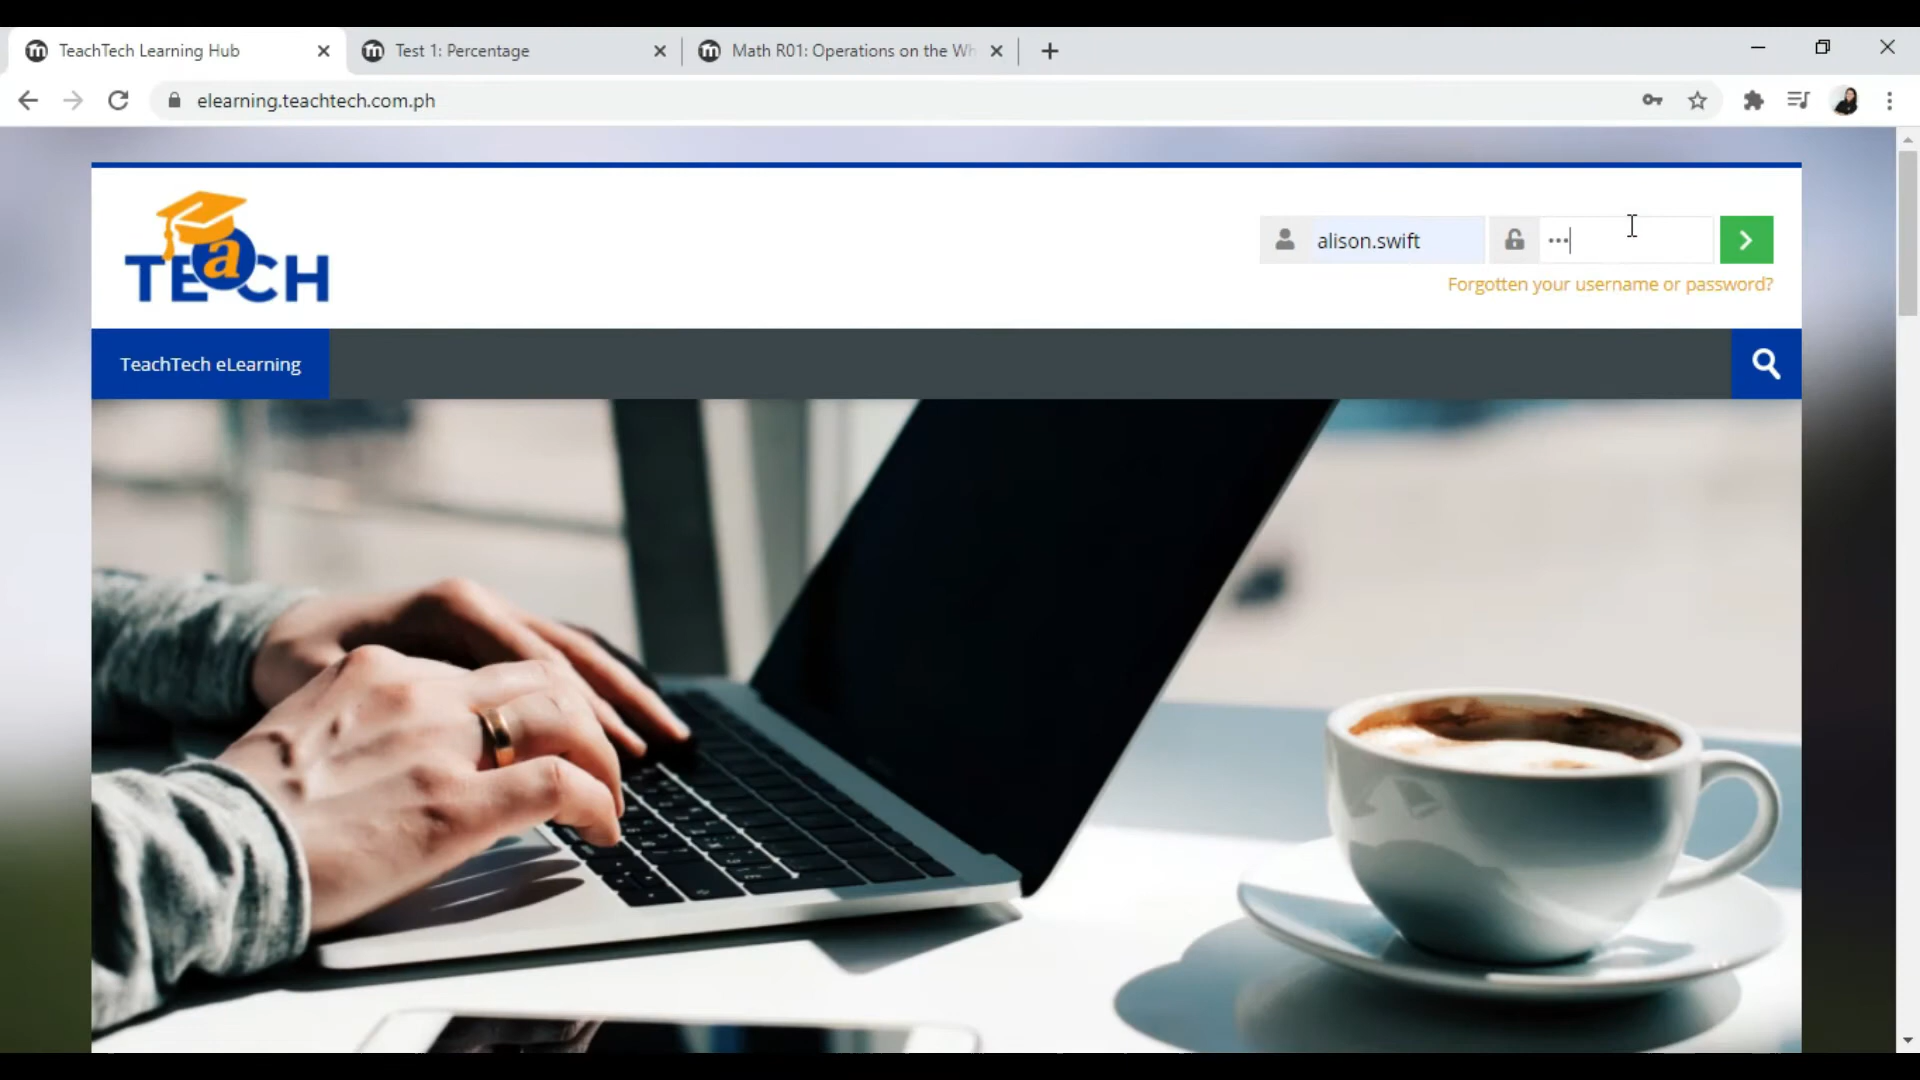 TeachTech Learning Hub
Test 1: Percentage
Math R01: Operations on the Wh
elearning.teachtech.com.ph
TEaCH
alison.swift
•••
Forgotten your username or password?
TeachTech eLearning